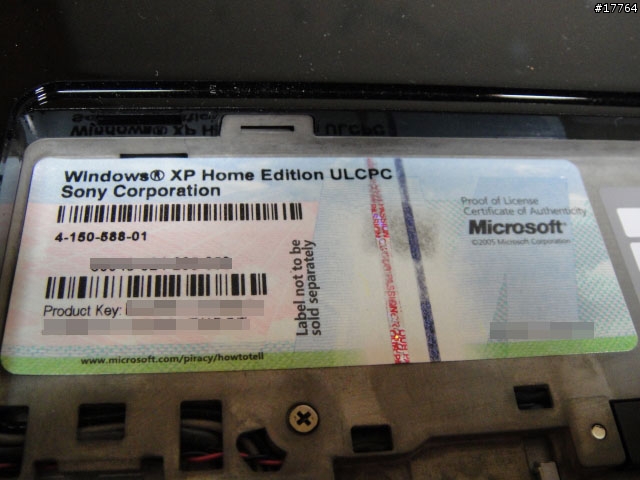 #17764
Windows® XP Home Edition ULCPC
Sony Corporation
4-150-588-01
Product Key:
Label not to be
sold separately
www.microsoft.com/piracy/howtotell
Proof of License
Certificate of Authenticity
Microsoft®
©2005 Microsoft Corporation